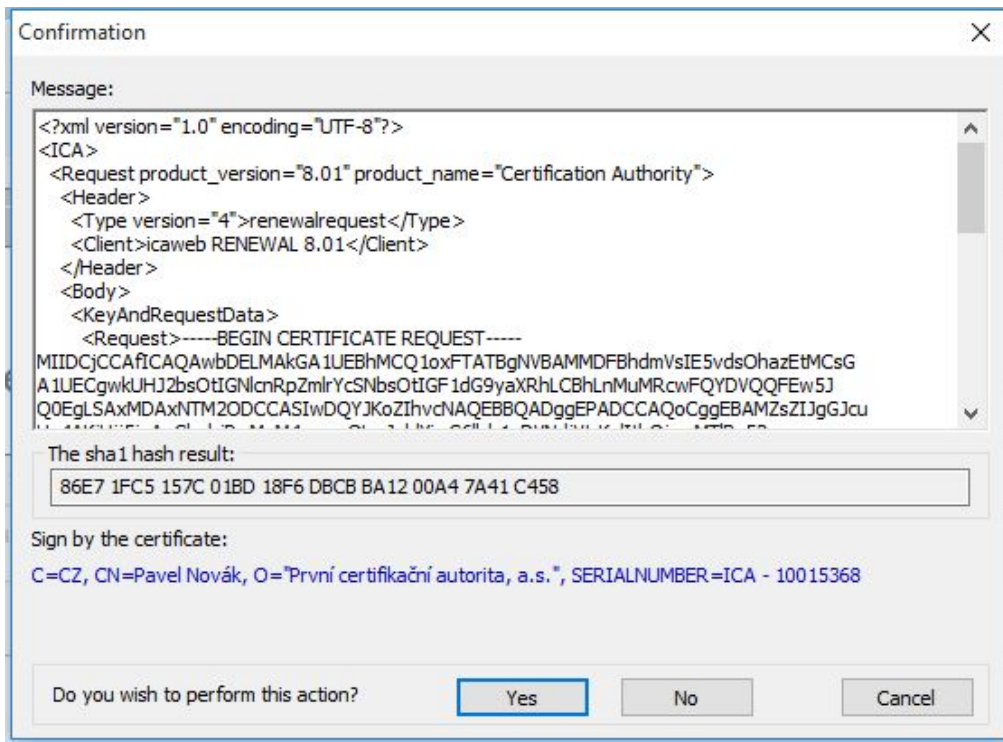 Confirmation
Message:
<?xml version="1.0" encoding="UTF-8"?>
<ICA>
<Request product_version="8.01" product_name="Certification Authority">
<Header>
<Type version="4">renewalrequest</Type>
<Client>icaweb RENEWAL 8.01</Client>
</Header>
<Body>
<KeyAndRequestData>
<Request>-----BEGIN CERTIFICATE REQUEST-----
MIIDCjCCAfICAQAwbDELMAkGA1UEBhMCQ1oxFTATBgNVBAMMDFBhdmVsIE5vdsOhazEtMCsG
A1UECgwkUHJ2bsOtIGNlcnRpZmlrYcSNbsOtIGF1dG9yaXRhLCBhLnMuMRcwFQYDVQQFEw5J
Q0EgLSAxMDAxNTM2ODCCASIwDQYJKoZIhvcNAQEBBQADggEPADCCAQoCggEBAMZsZIJgGJcu
The sha1 hash result:
86E7 1FC5 157C 01BD 18F6 DBCB BA12 00A4 7A41 C458
Sign by the certificate:
C=CZ, CN=Pavel Novák, O="První certifikační autorita, a.s.", SERIALNUMBER=ICA - 10015368
Do you wish to perform this action?
Yes
No
Cancel